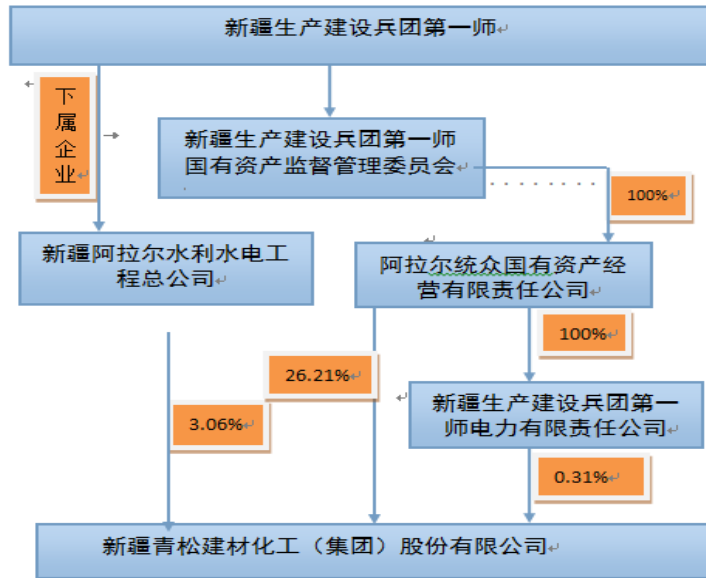 新疆生产建设兵团第一师
下
属
企
业
新疆生产建设兵团第一师
国有资产监督管理委员会
100%
新疆阿拉尔水利水电工
程总公司
阿拉尔统众国有资产经
营有限责任公司
100%
26.21%
3.06%
新疆生产建设兵团第一
师电力有限责任公司
0.31%
新疆青松建材化工（集团）股份有限公司